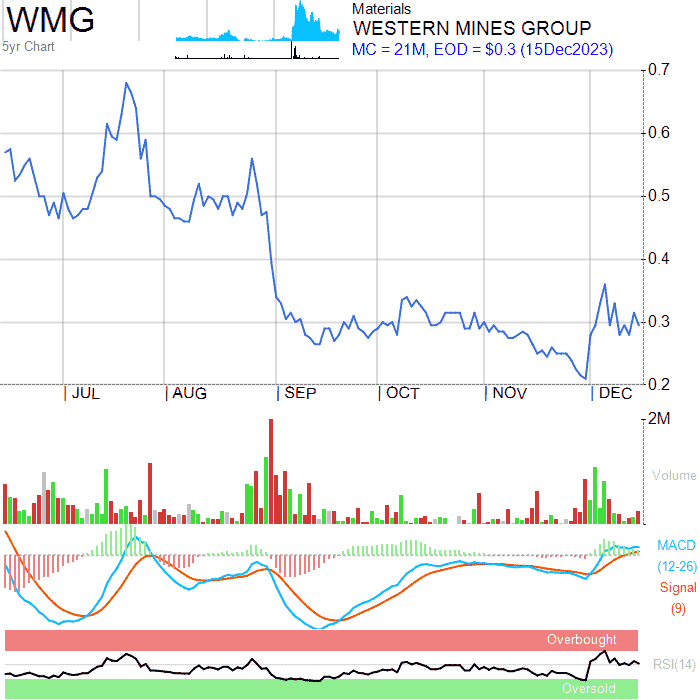 WMG
5yr Chart
Materials
WESTERN MINES GROUP
MC = 21M, EOD = $0.3 (15Dec2023)
0.7
0.6
0.5
0.4
0.3
0.2
JUL AUG SEP OCT NOV DEC
2M
Volume
MACD
(12-26)
Signal
(9)
Overbought
RSI(14)
Oversold